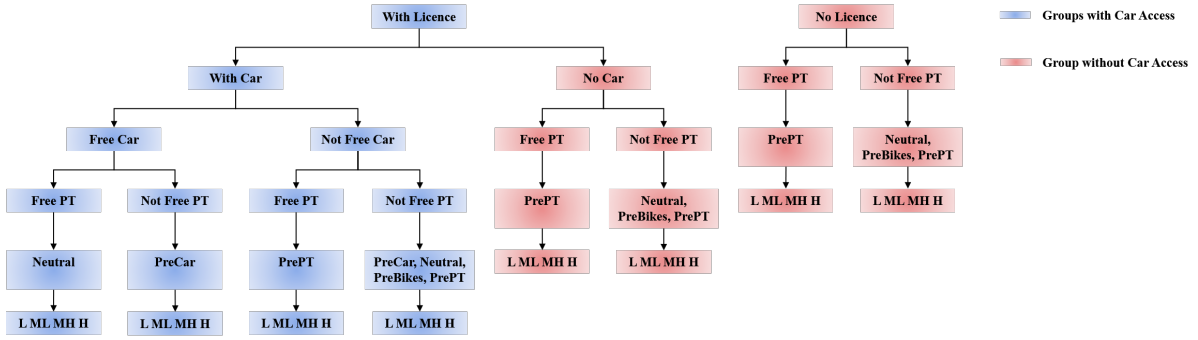 With Licence
No Licence
Groups with Car Access
With Car
No Car
Free PT
Not Free PT
Group without Car Access
Free Car
Not Free Car
Free PT
Not Free PT
PrePT
Neutral,
PreBikes, PrePT
Free PT
Not Free PT
Free PT
Not Free PT
PrePT
Neutral,
PreBikes, PrePT
L ML MH H
L ML MH H
Neutral
PreCar
PrePT
PreCar, Neutral,
PreBikes, PrePT
L ML MH H
L ML MH H
L ML MH H
L ML MH H
L ML MH H
L ML MH H